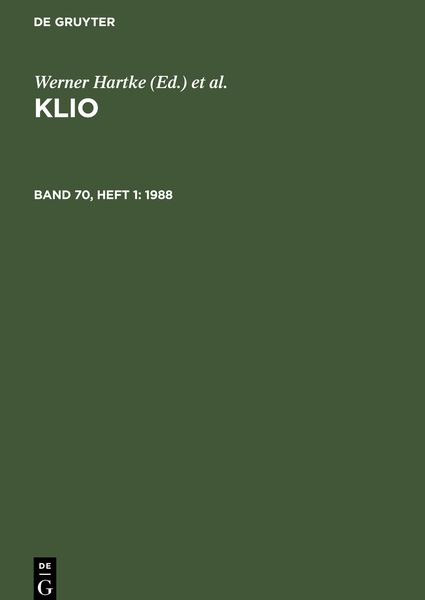 DE GRUYTER
Werner Hartke (Ed.) et al.
KLIO
BAND 70, HEFT 1: 1988
DE
G